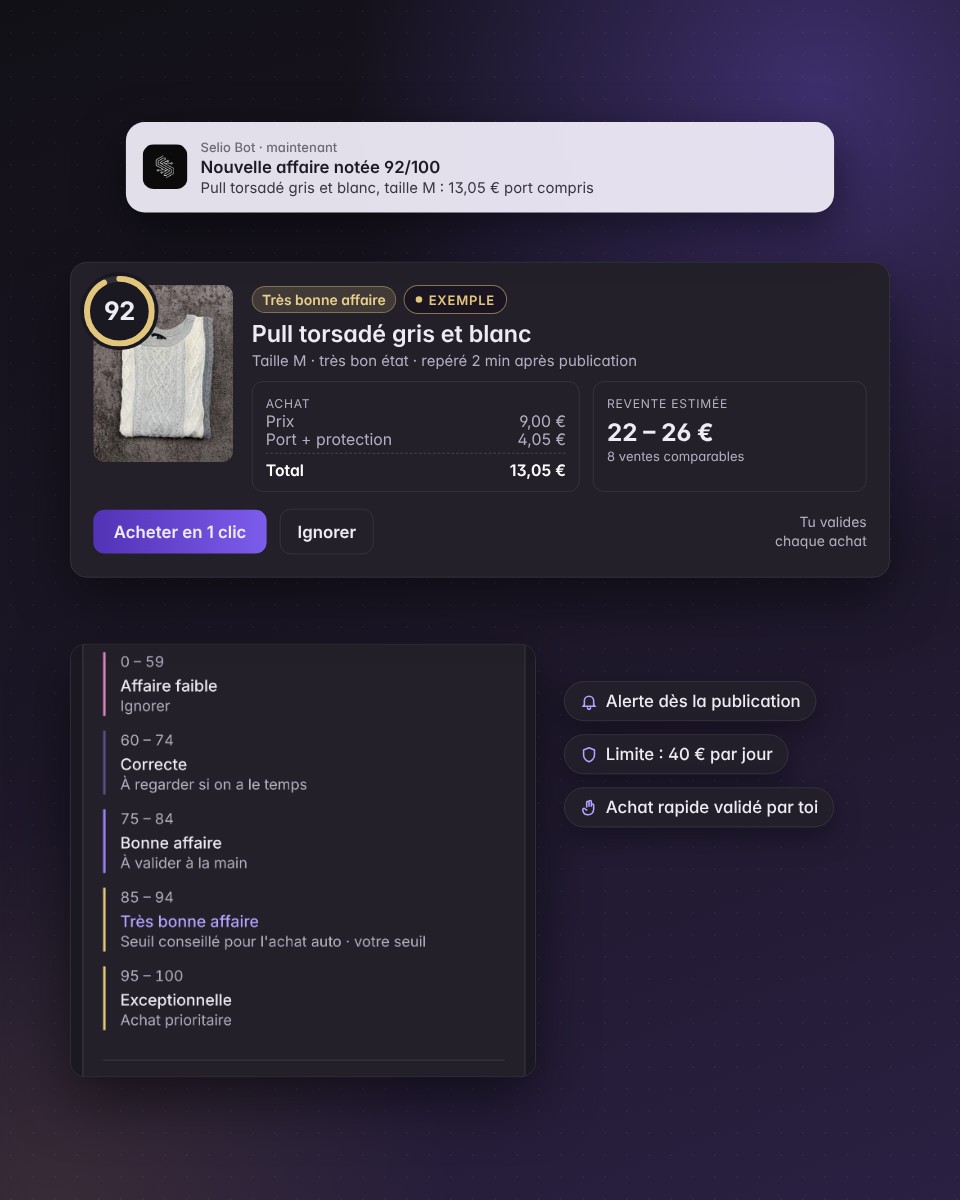 Selio Bot · maintenant
Nouvelle affaire notée 92/100
Pull torsadé gris et blanc, taille M : 13,05 € port compris
92
Très bonne affaire
EXEMPLE
Pull torsadé gris et blanc
Taille M · très bon état · repéré 2 min après publication
ACHAT
Prix 9,00 €
Port + protection 4,05 €
Total 13,05 €
REVENTE ESTIMÉE
22 – 26 €
8 ventes comparables
Acheter en 1 clic
Ignorer
Tu valides
chaque achat
0 – 59
Affaire faible
Ignorer
60 – 74
Correcte
À regarder si on a le temps
75 – 84
Bonne affaire
À valider à la main
85 – 94
Très bonne affaire
Seuil conseillé pour l'achat auto · votre seuil
95 – 100
Exceptionnelle
Achat prioritaire
Alerte dès la publication
Limite : 40 € par jour
Achat rapide validé par toi